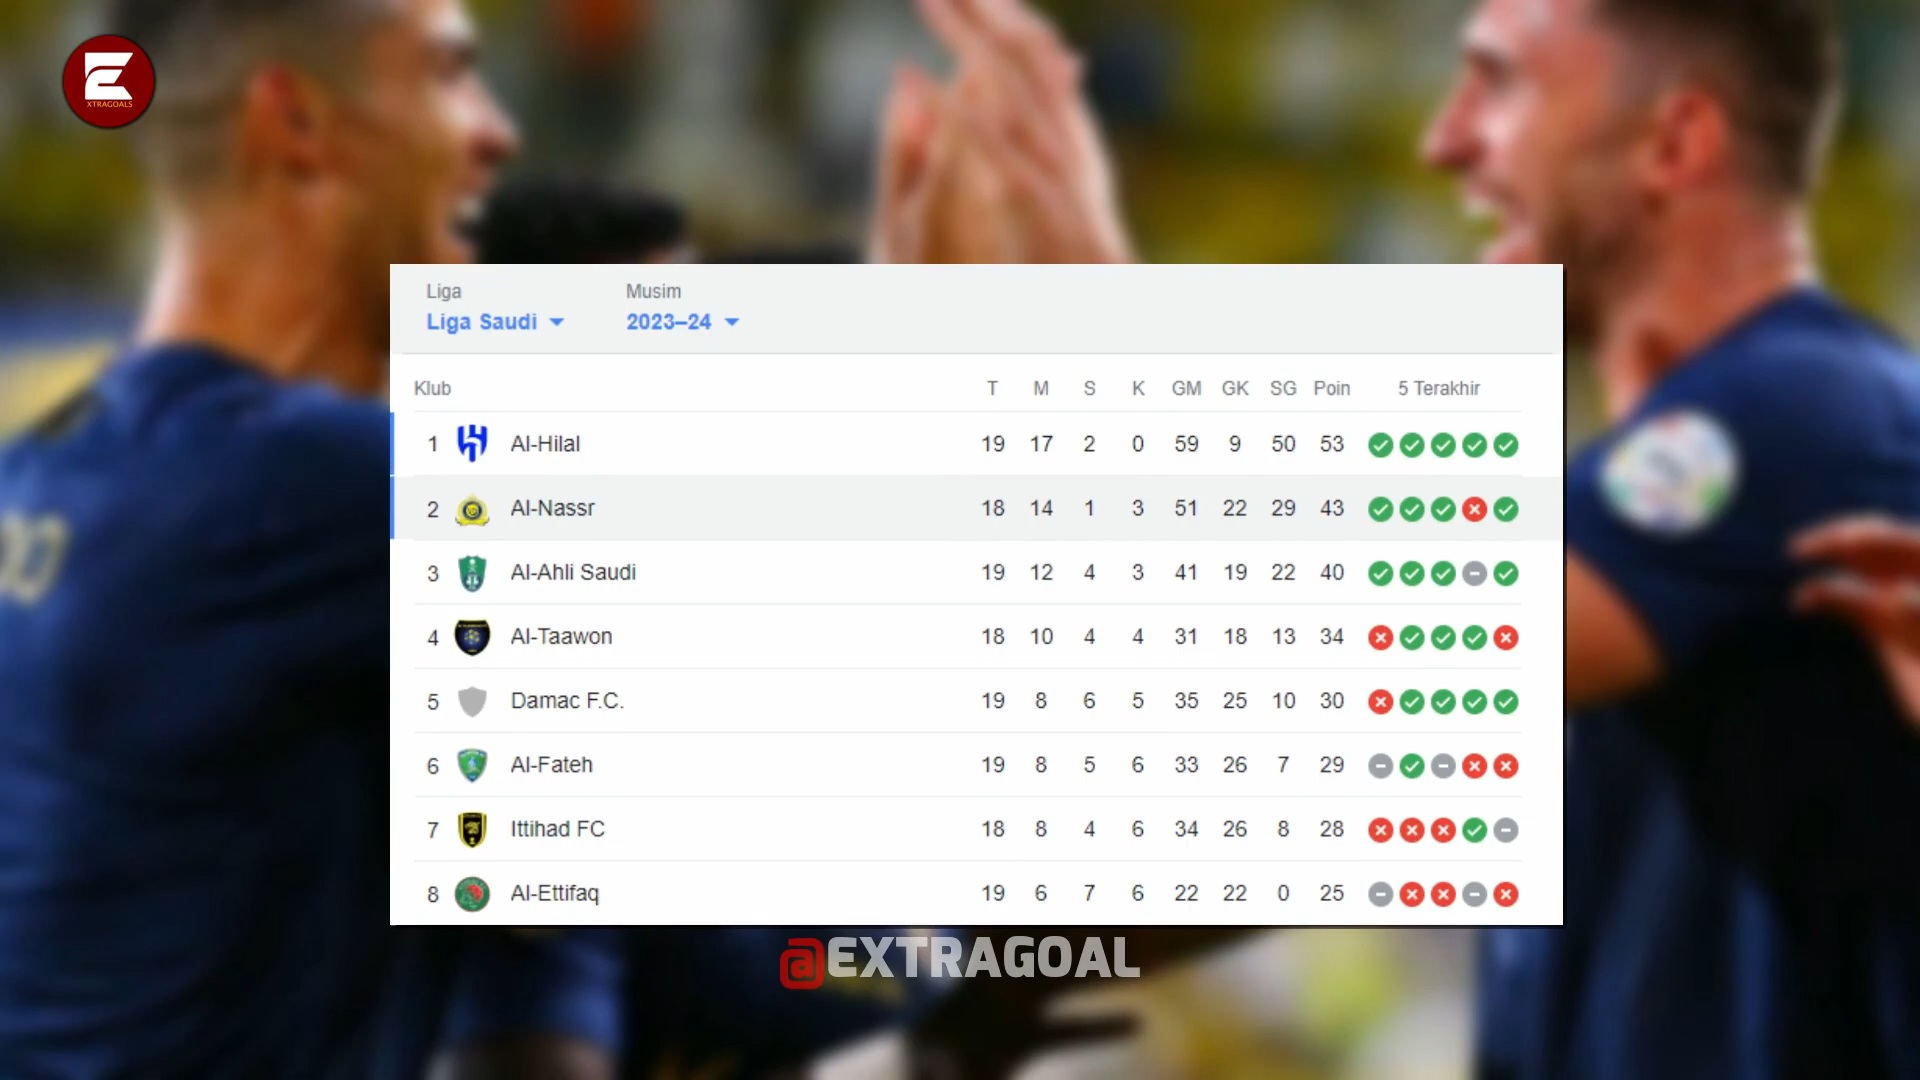 E
XTRAGOALS
Liga Musim
Liga Saudi 2023–24
Klub T M S K GM GK SG Poin 5 Terakhir
1 Al-Hilal 19 17 2 0 59 9 50 53
2 Al-Nassr 18 14 1 3 51 22 29 43
3 Al-Ahli Saudi 19 12 4 3 41 19 22 40
4 Al-Taawon 18 10 4 4 31 18 13 34
5 Damac F.C. 19 8 6 5 35 25 10 30
6 Al-Fateh 19 8 5 6 33 26 7 29
7 Ittihad FC 18 8 4 6 34 26 8 28
8 Al-Ettifaq 19 6 7 6 22 22 0 25
@EXTRAGOAL